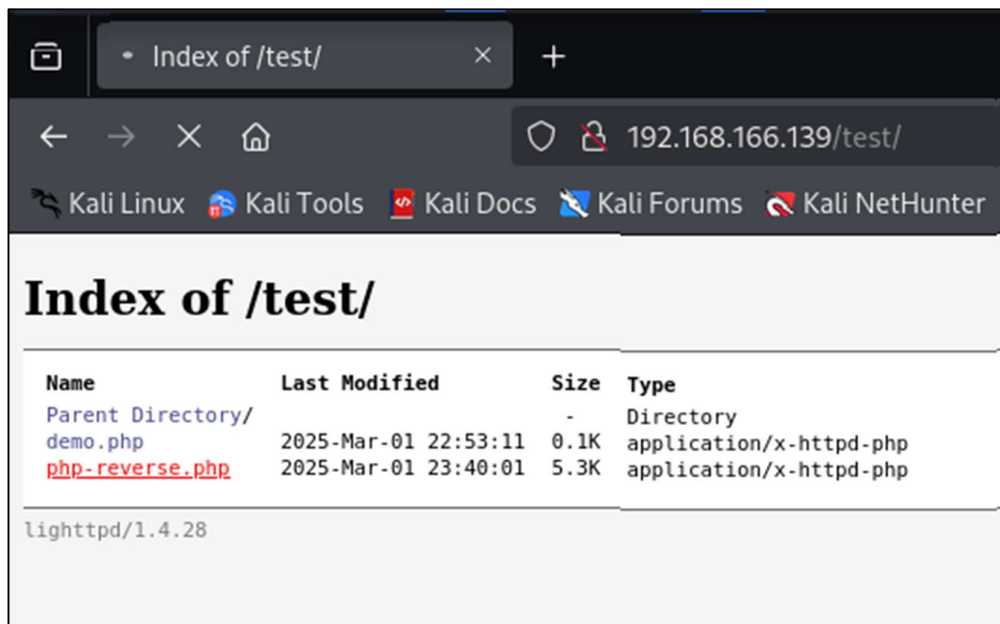 Index of /test/
192.168.166.139/test/
Kali Linux Kali Tools Kali Docs Kali Forums Kali NetHunter
Index of /test/
Name Last Modified Size Type
Parent Directory/ - Directory
demo.php 2025-Mar-01 22:53:11 0.1K application/x-httpd-php
php-reverse.php 2025-Mar-01 23:40:01 5.3K application/x-httpd-php
lighttpd/1.4.28